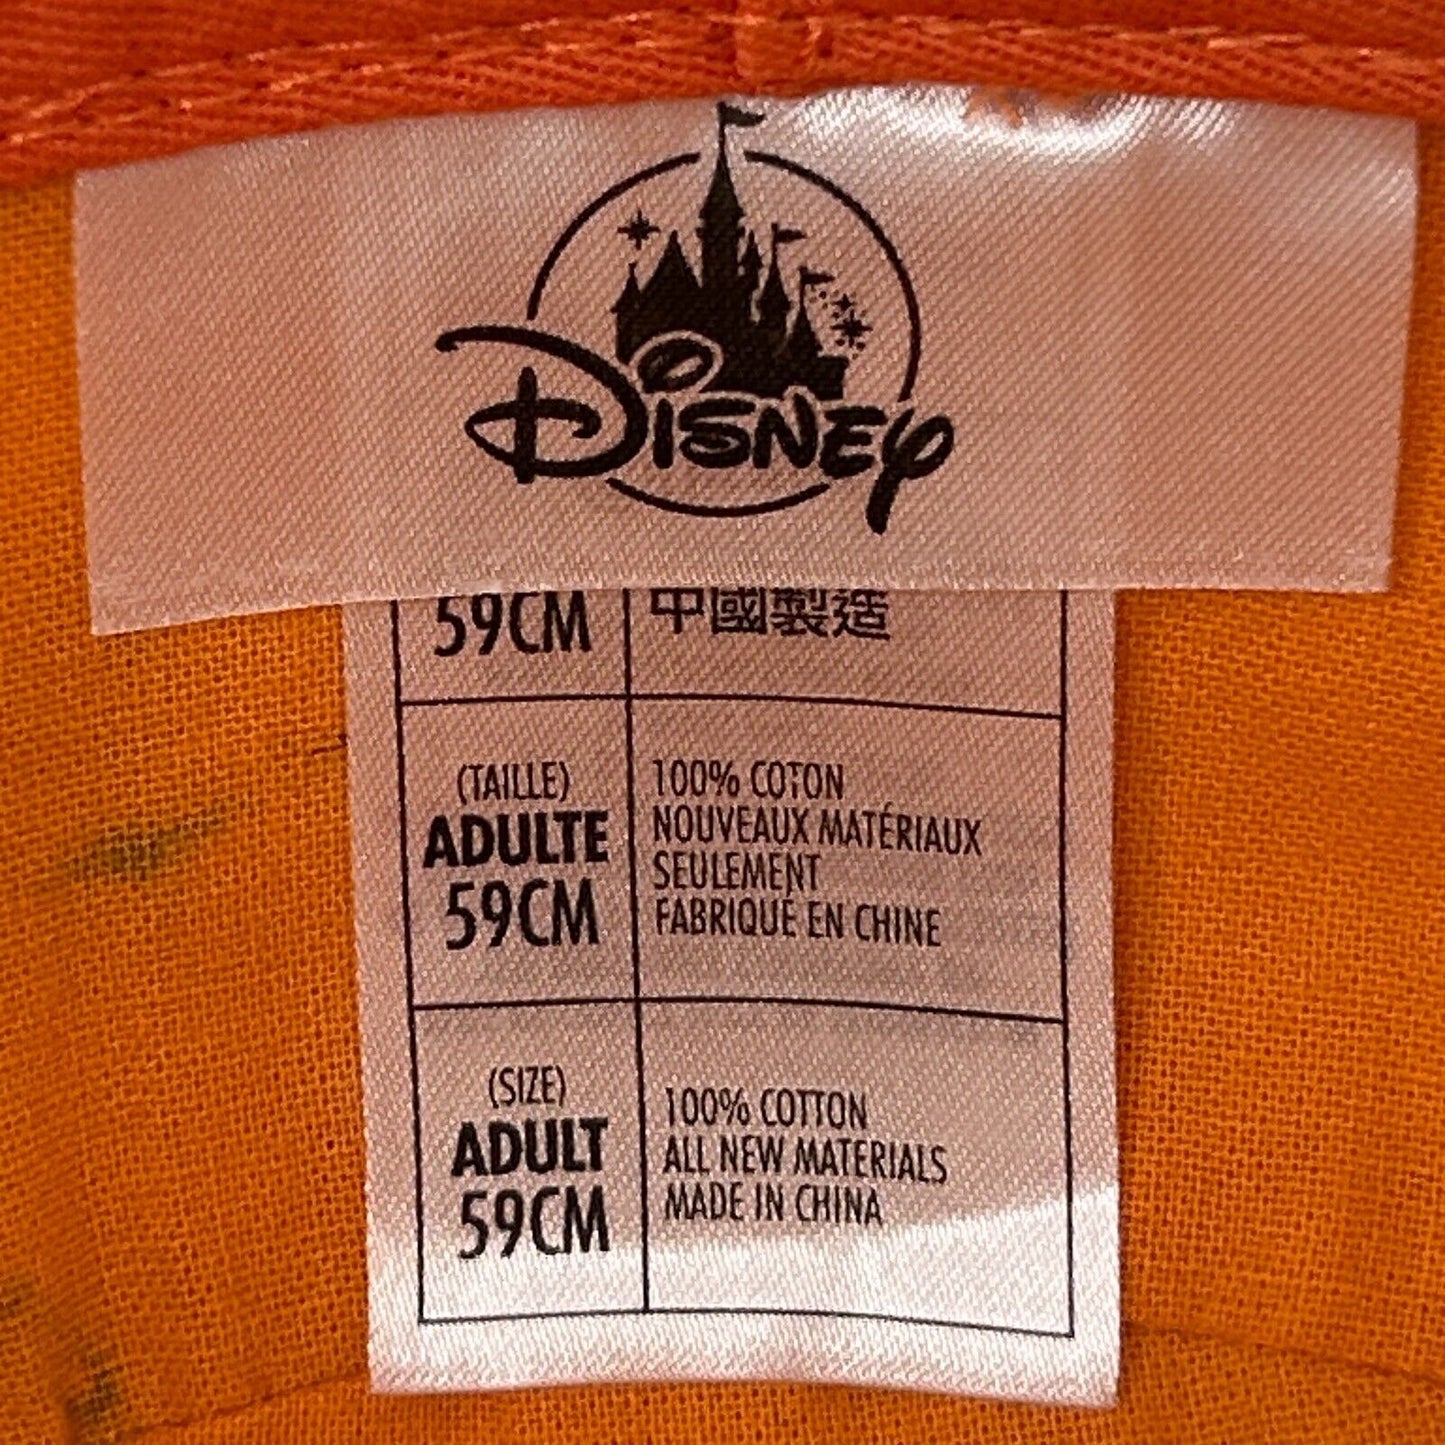 Disney
59CM
中國製造
(TAILLE)
ADULTE
59CM
100% COTON
NOUVEAUX MATÉRIAUX
SEULEMENT
FABRIQUÉ EN CHINE
(SIZE)
ADULT
59CM
100% COTTON
ALL NEW MATERIALS
MADE IN CHINA